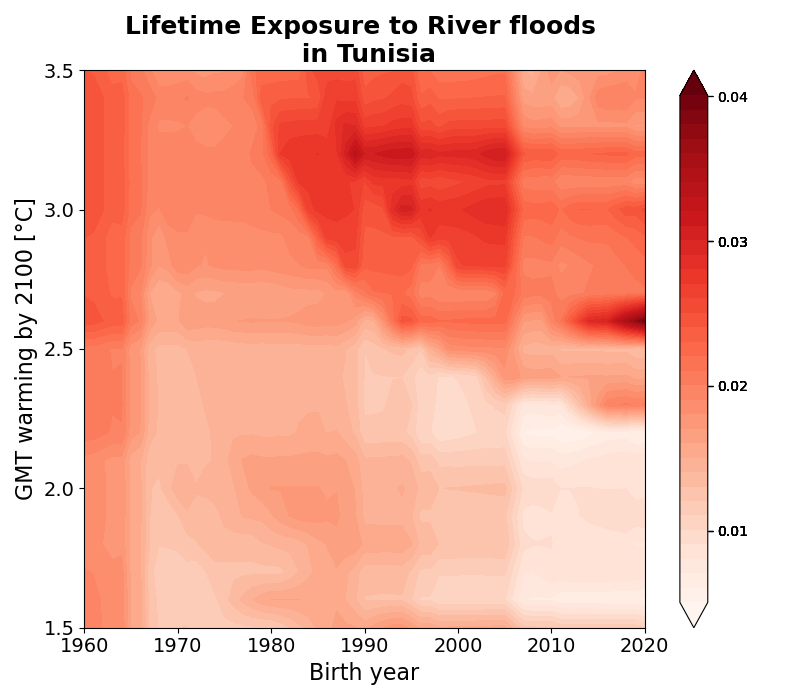 Lifetime Exposure to River floods
in Tunisia
GMT warming by 2100 [°C]
3.5
3.0
2.5
2.0
1.5
1960 1970 1980 1990 2000 2010 2020
Birth year
0.04
0.03
0.02
0.01